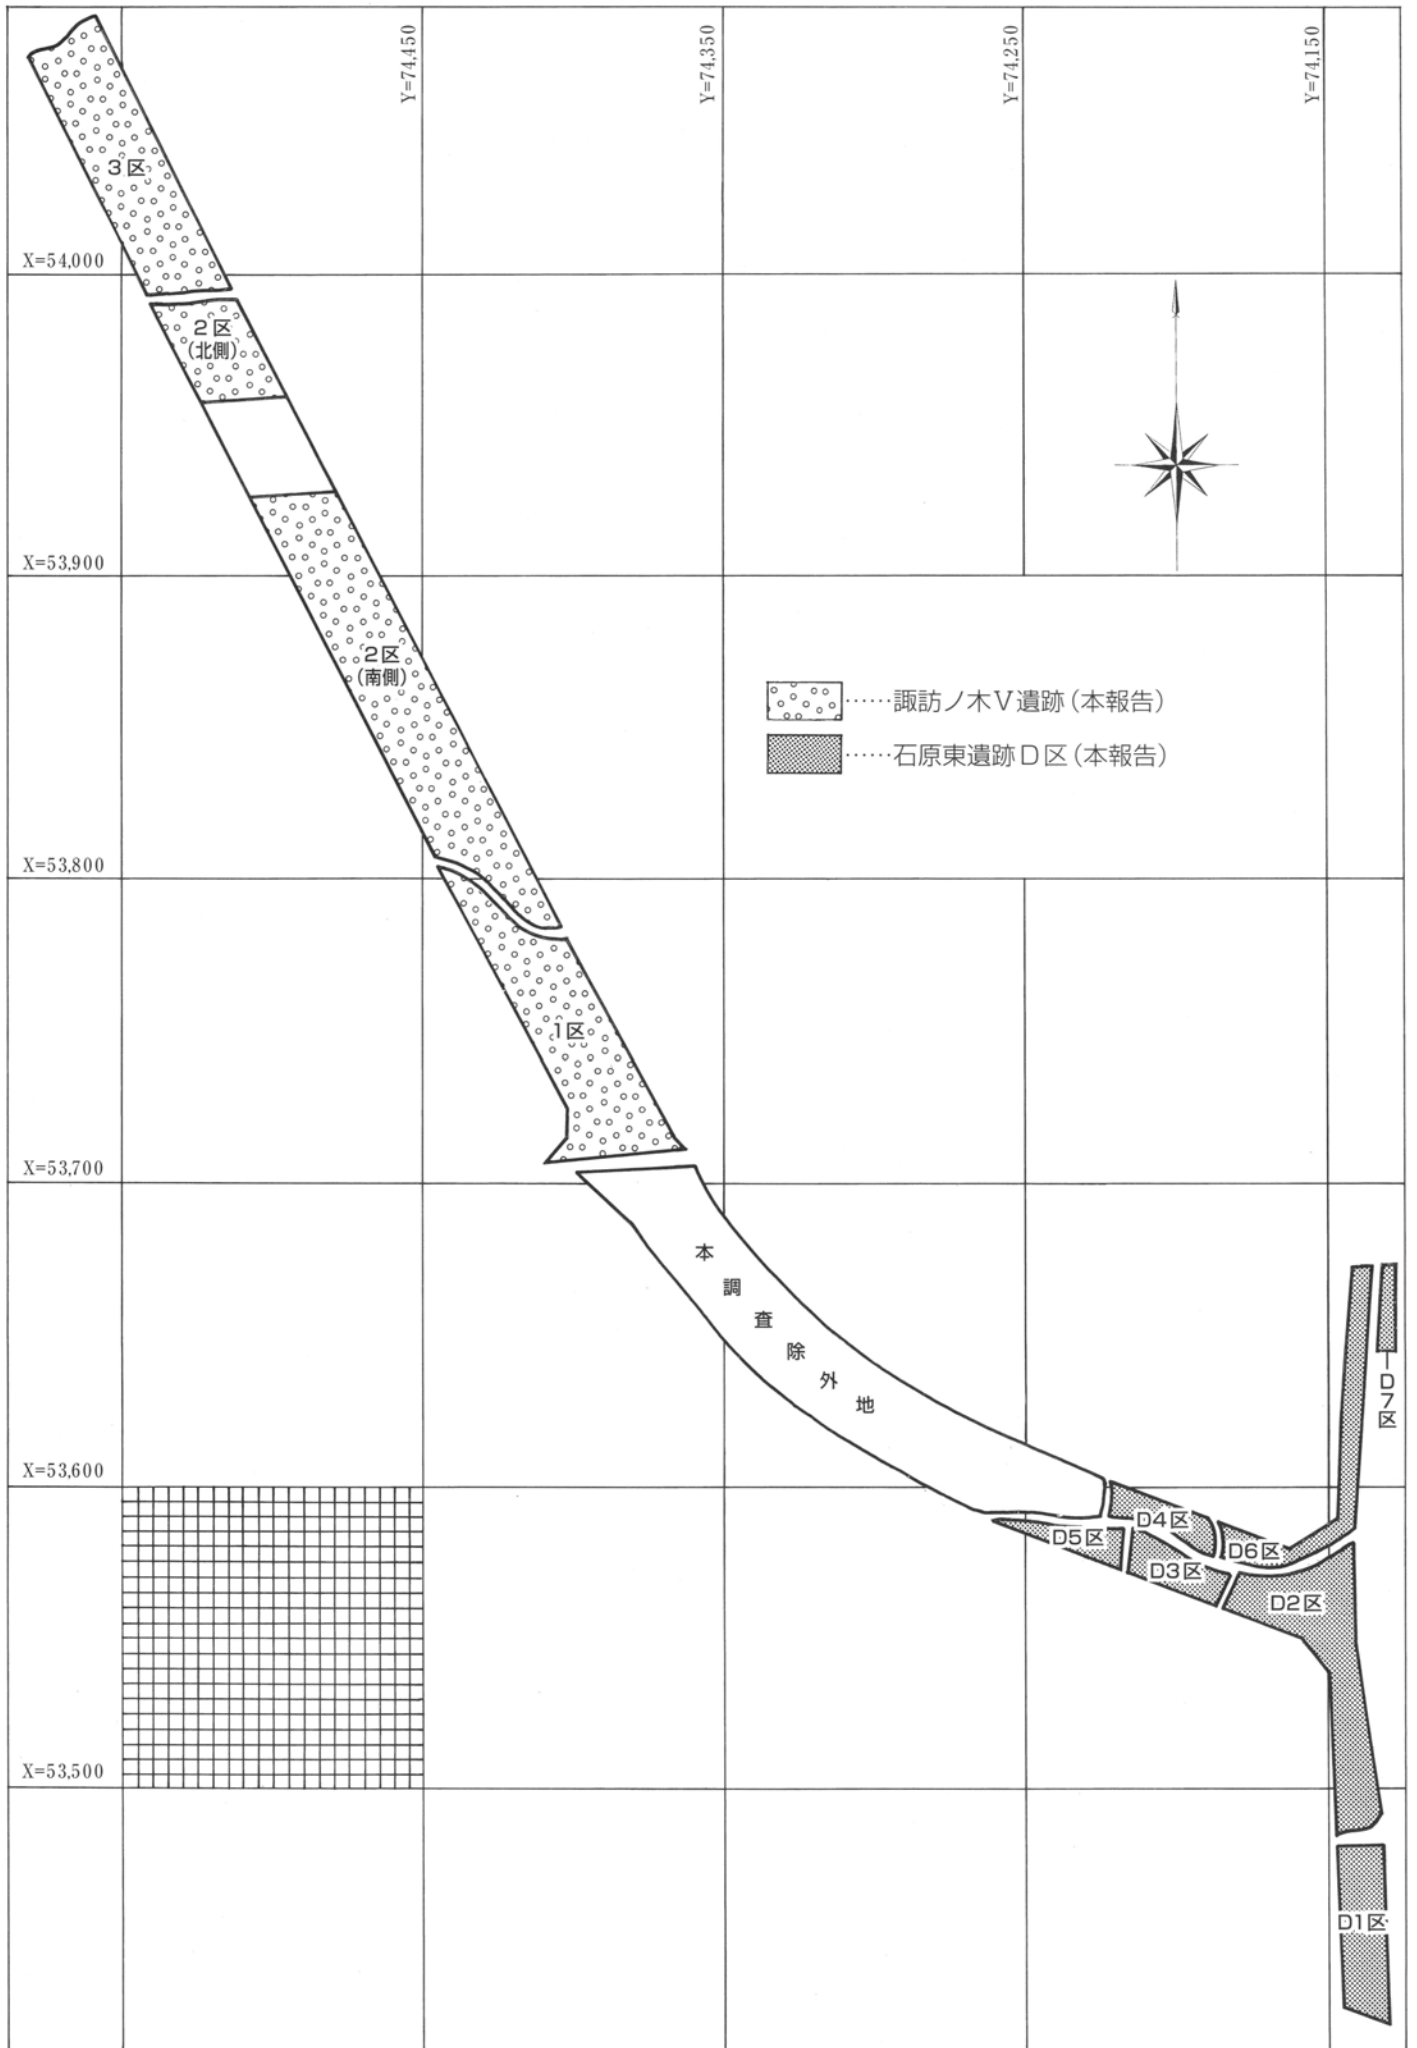 Y=74,450
Y=74,350
Y=74,250
Y=74,150
3区
X=54,000
2区
(北側)
X=53,900
2区
(南側)
……諏訪ノ木Ⅴ遺跡(本報告)
……石原東遺跡D区(本報告)
X=53,800
1区
X=53,700
本調査除外地
D7区
X=53,600
D4区
D5区
D6区
D3区
D2区
X=53,500
D1区